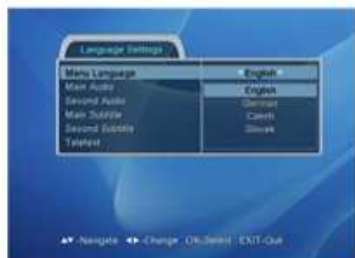 Language Settings
Menu Language English
Main Audio English
Second Audio German
Main Subtitle Czech
Second Subtitle Slovak
Teletext
▲▼-Navigate ◄►-Change OK-Select EXIT-Quit